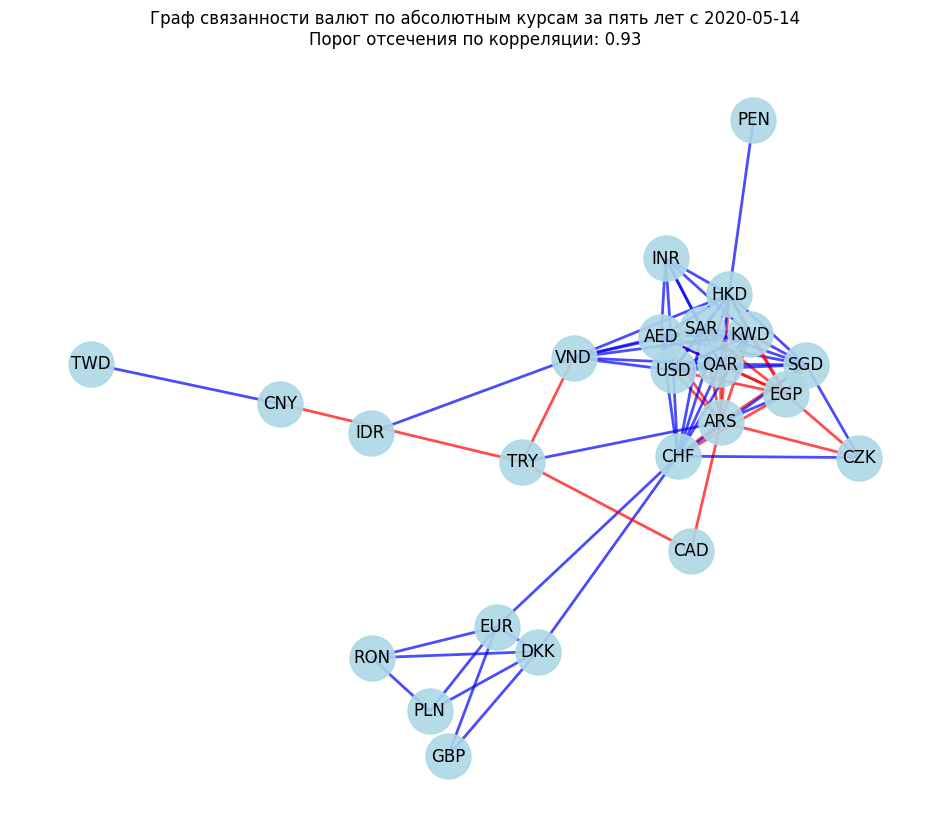 Граф связанности валют по абсолютным курсам за пять лет с 2020-05-14
Порог отсечения по корреляции: 0.93
PEN
INR
HKD
SAR
KWD
AED
VND
QAR
SGD
TWD
USD
EGP
CNY
ARS
IDR
CHF
CZK
TRY
CAD
EUR
DKK
RON
PLN
GBP